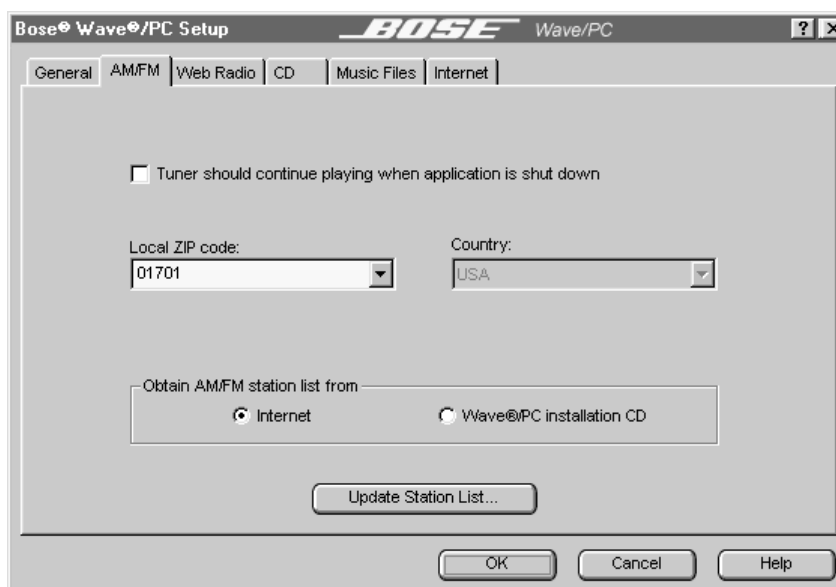 Bose® Wave®/PC Setup BOSE Wave/PC ? X
General AM/FM Web Radio CD Music Files Internet
Tuner should continue playing when application is shut down
Local ZIP code: Country:
01701 USA
Obtain AM/FM station list from
Internet Wave®/PC installation CD
Update Station List...
OK Cancel Help